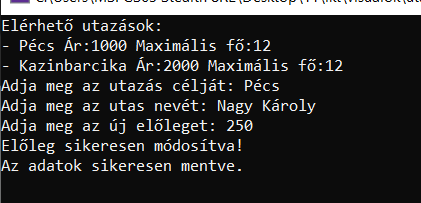 Elérhető utazások:
- Pécs Ár:1000 Maximális fő:12
- Kazinbarcika Ár:2000 Maximális fő:12
Adja meg az utazás célját: Pécs
Adja meg az utas nevét: Nagy Károly
Adja meg az új előleget: 250
Előleg sikeresen módosítva!
Az adatok sikeresen mentve.